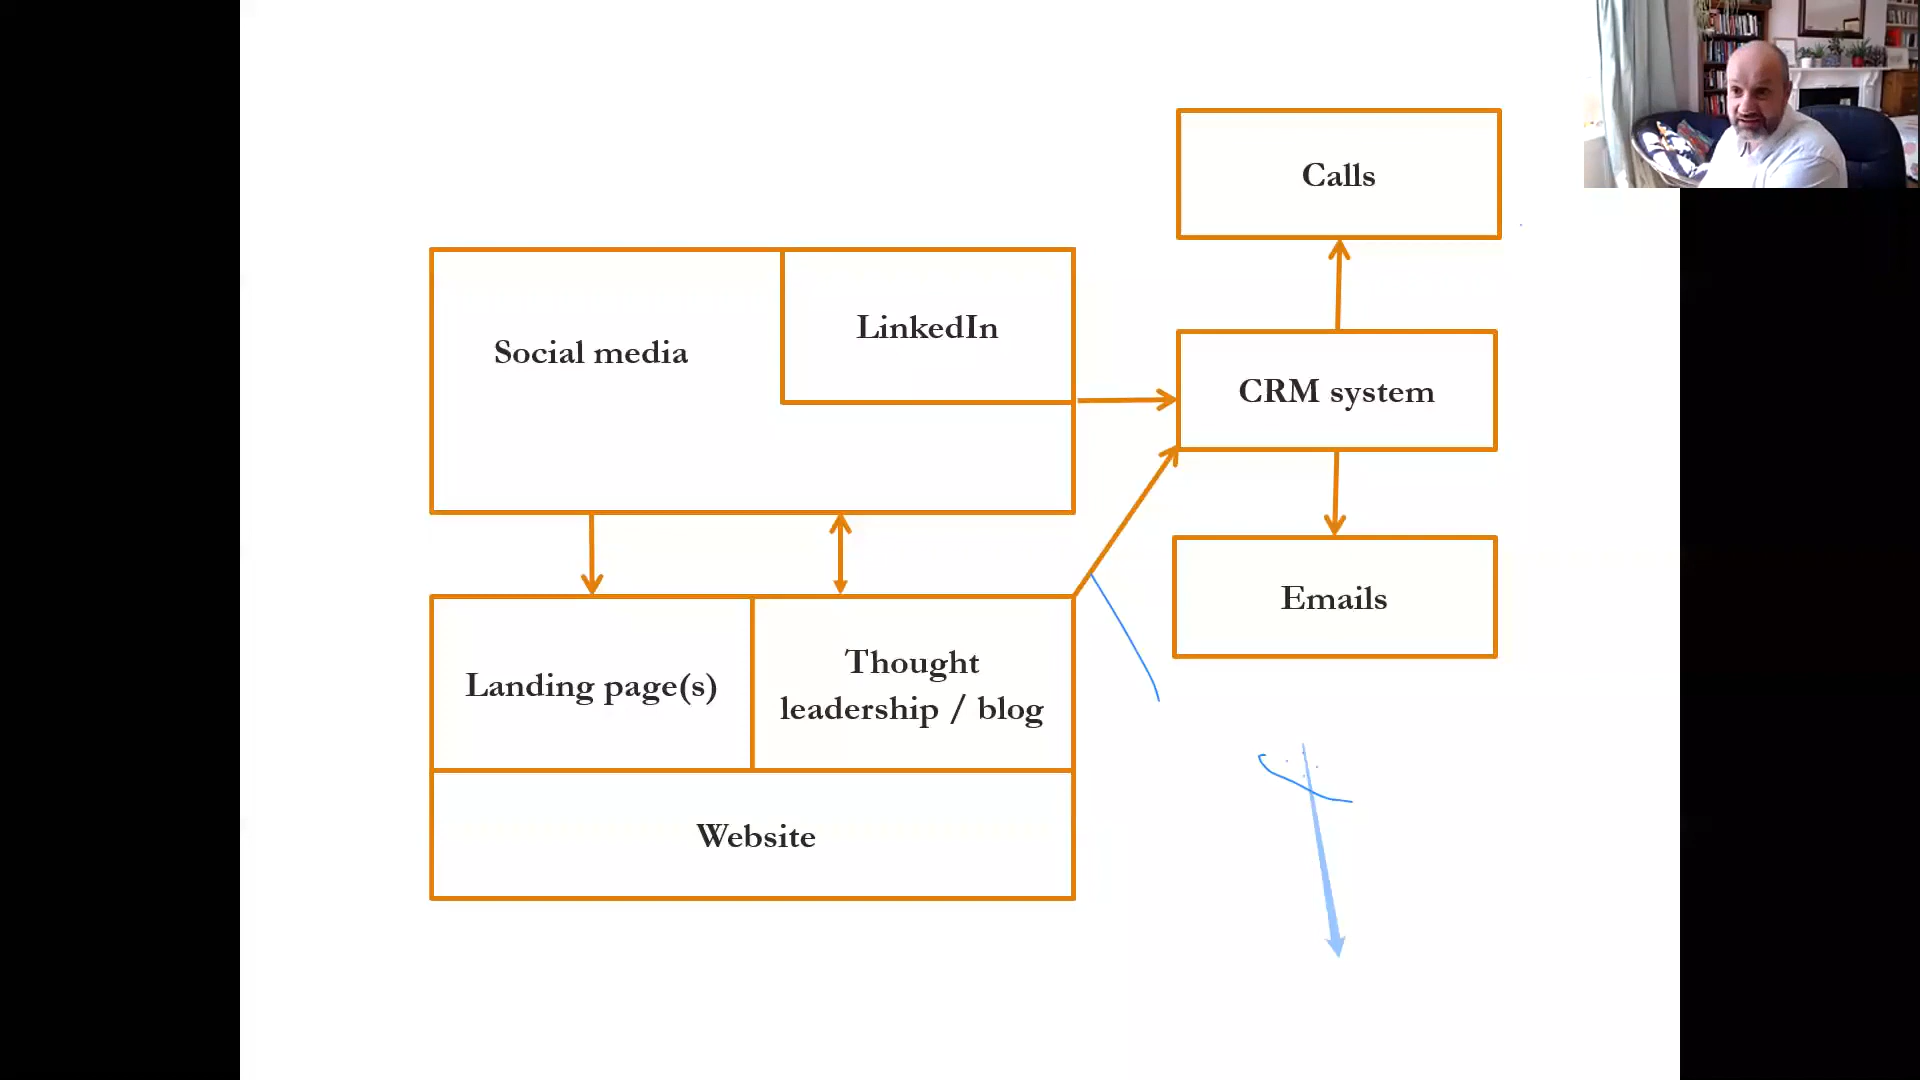 Calls
Social media
LinkedIn
CRM system
Emails
Landing page(s)
Thought
leadership / blog
Website